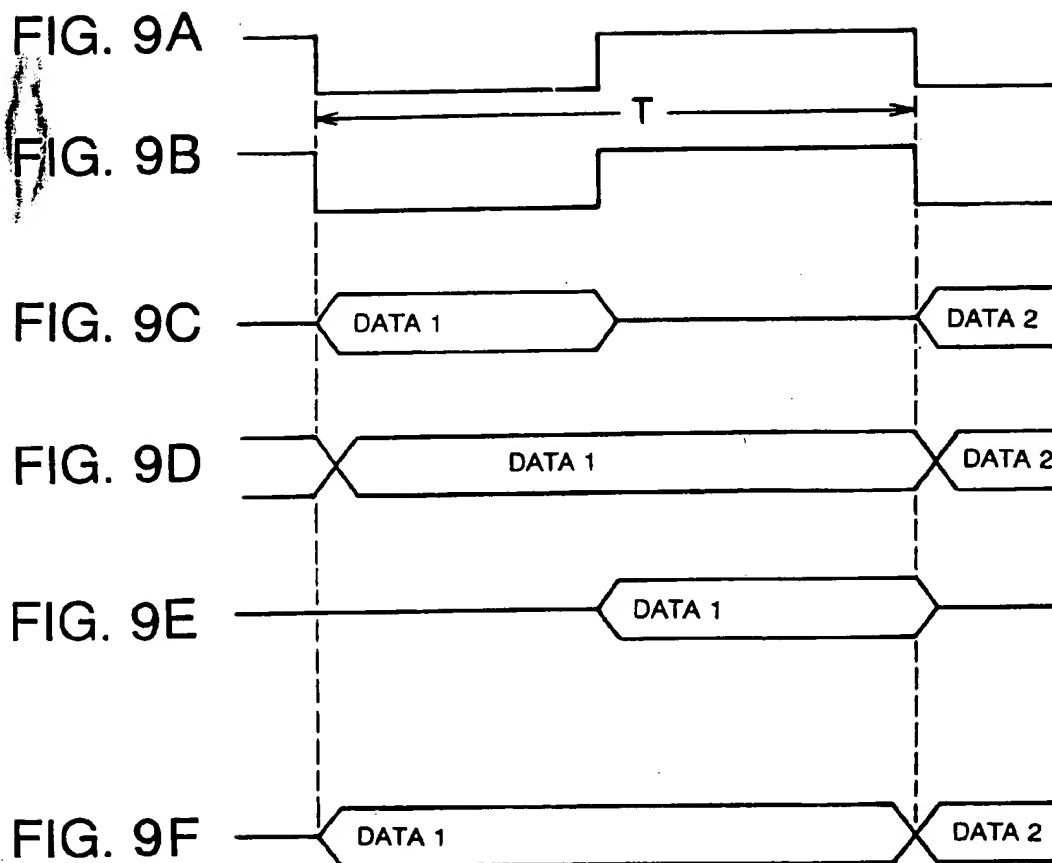 FIG. 9A
T
FIG. 9B
FIG. 9C DATA 1 DATA 2
FIG. 9D DATA 1 DATA 2
FIG. 9E DATA 1
FIG. 9F DATA 1 DATA 2